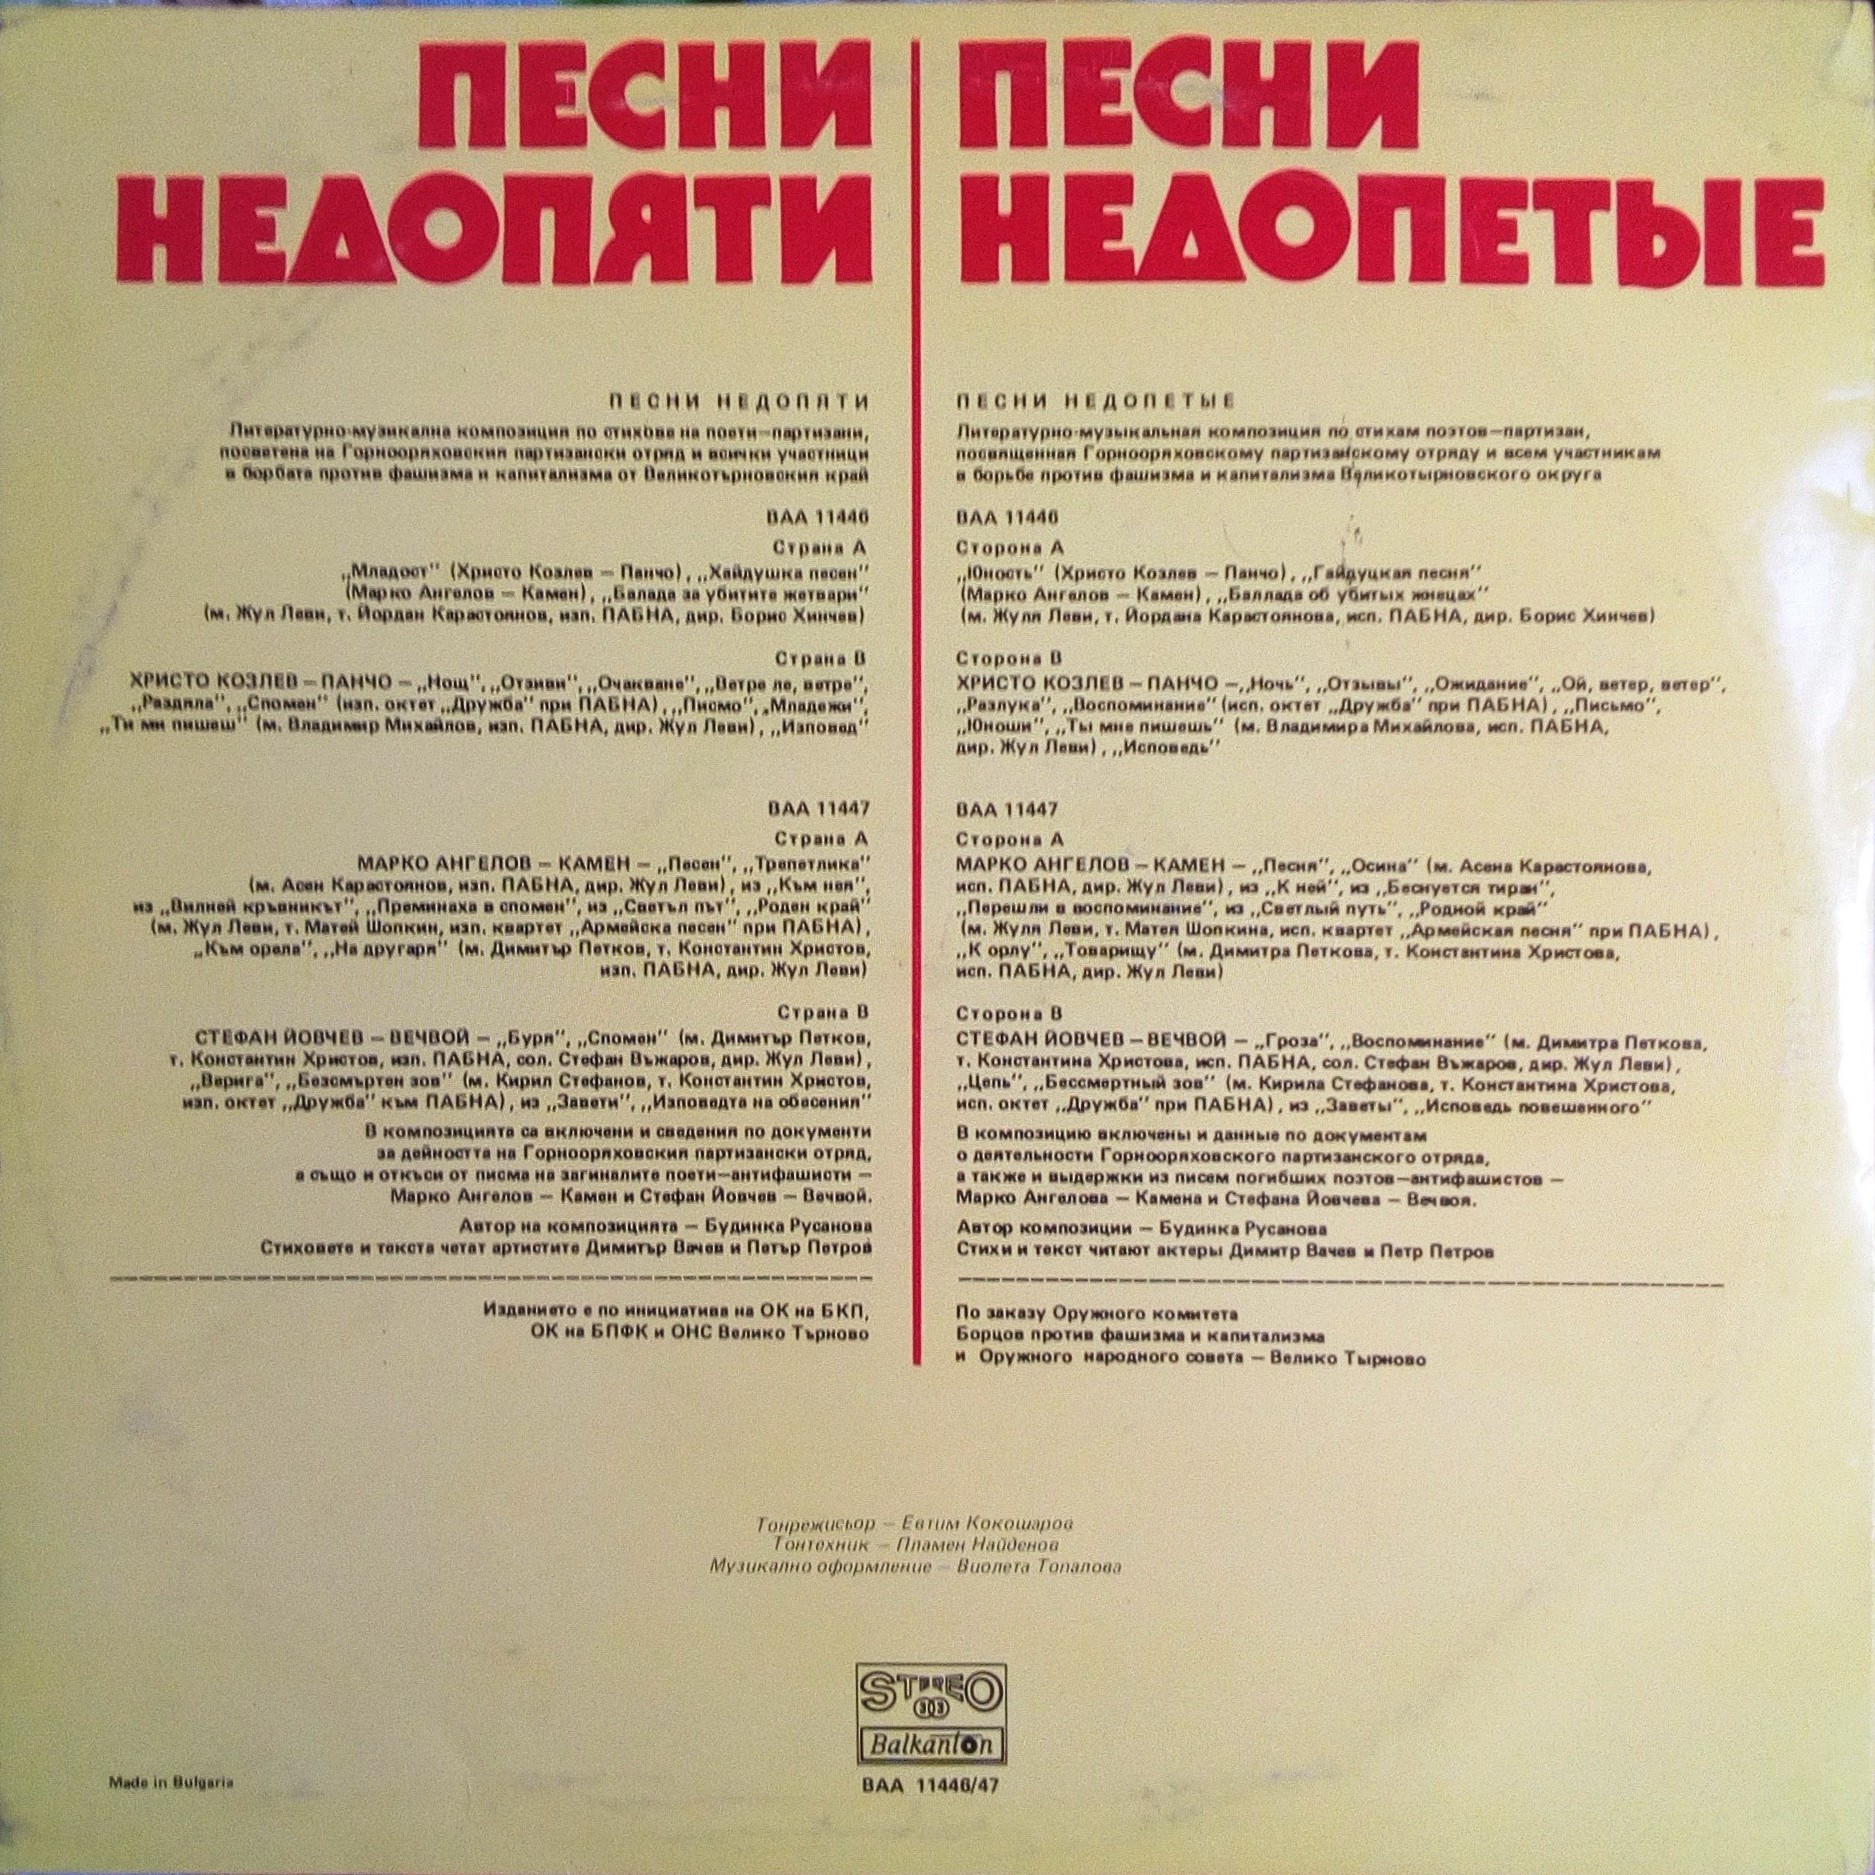 ПЕСНИ
НЕДОПЯТИ
ПЕСНИ НЕДОПЯТИ
Литературно-музикална композиция по стихове на поети—партизани,
посветена на Горнооряховския партизански отряд и всички участници
в борбата против фашизма и капитализма от Великотърновския край
ВАА 11446
Страна А
„Младост" (Христо Козлев — Панчо), „Хайдушка песен"
(Марко Ангелов — Камен), „Балада за убитите жетвари"
(м. Жул Леви, т. Йордан Карастоянов, изп. ПАБНА, дир. Борис Хинчев)
Страна В
ХРИСТО КОЗЛЕВ — ПАНЧО — „Нощ", „Отзиви", „Очакване", „Ветре ле, ветре",
„Раздяла", „Спомен" (изп. октет „Дружба" при ПАБНА), „Писмо", „Младежи",
„Ти ми пишеш" (м. Владимир Михайлов, изп. ПАБНА, дир. Жул Леви), „Изповед"
ВАА 11447
Страна А
МАРКО АНГЕЛОВ — КАМЕН — „Песен", „Трепетлика"
(м. Асен Карастоянов, изп. ПАБНА, дир. Жул Леви), из „Към нея",
из „Вилней кръвникът", „Преминаха в спомен", из „Светъл път", „Роден край"
(м. Жул Леви, т. Матей Шопкин, изп. квартет „Армейска песен" при ПАБНА),
„Към орела", „На другаря" (м. Димитър Петков, т. Константин Христов,
изп. ПАБНА, дир. Жул Леви)
Страна В
СТЕФАН ЙОВЧЕВ — ВЕЧВОЙ — „Буря", „Спомен" (м. Димитър Петков,
т. Константин Христов, изп. ПАБНА, сол. Стефан Въжаров, дир. Жул Леви),
„Верига", „Безсмъртен зов" (м. Кирил Стефанов, т. Константин Христов,
изп. октет „Дружба" към ПАБНА), из „Завети", „Изповедта на обесения"
В композицията са включени и сведения по документи
за дейността на Горнооряховския партизански отряд,
а също и откъси от писма на загиналите поети—антифашисти —
Марко Ангелов — Камен и Стефан Йовчев — Вечвой.
Автор на композицията — Будинка Русанова
Стиховете и текста четат артистите Димитър Вачев и Петър Петров
Изданието е по инициатива на ОК на БКП,
ОК на БПФК и ОНС Велико Търново
ПЕСНИ
НЕДОПЕТЫЕ
ПЕСНИ НЕДОПЕТЫЕ
Литературно-музыкальная композиция по стихам поэтов—партизан,
посвященная Горнооряховскому партизанскому отряду и всем участникам
в борьбе против фашизма и капитализма Великотырновского округа
ВАА 11446
Сторона А
„Юность" (Христо Козлев — Панчо), „Гайдуцкая песня"
(Марко Ангелов — Камен), „Баллада об убитых жнецах"
(м. Жуля Леви, т. Йордана Карастоянова, исп. ПАБНА, дир. Борис Хинчев)
Сторона В
ХРИСТО КОЗЛЕВ — ПАНЧО — „Ночь", „Отзывы", „Ожидание", „Ой, ветер, ветер",
„Разлука", „Воспоминание" (исп. октет „Дружба" при ПАБНА), „Письмо",
„Юноши", „Ты мне пишешь" (м. Владимира Михайлова, исп. ПАБНА,
дир. Жул Леви), „Исповедь"
ВАА 11447
Сторона А
МАРКО АНГЕЛОВ — КАМЕН — „Песня", „Осина" (м. Асена Карастоянова,
исп. ПАБНА, дир. Жул Леви), из „К ней", из „Беснуется тиран",
„Перешли в воспоминание", из „Светлый путь", „Родной край"
(м. Жуля Леви, т. Матея Шопкина, исп. квартет „Армейская песня" при ПАБНА),
„К орлу", „Товарищу" (м. Димитра Петкова, т. Константина Христова,
исп. ПАБНА, дир. Жул Леви)
Сторона В
СТЕФАН ЙОВЧЕВ — ВЕЧВОЙ — „Гроза", „Воспоминание" (м. Димитра Петкова,
т. Константина Христова, исп. ПАБНА, сол. Стефан Въжаров, дир. Жул Леви),
„Цепь", „Бессмертный зов" (м. Кирила Стефанова, т. Константина Христова,
исп. октет „Дружба" при ПАБНА), из „Заветы", „Исповедь повешенного"
В композицию включены и данные по документам
о деятельности Горнооряховского партизанского отряда,
а также и выдержки из писем погибших поэтов—антифашистов —
Марко Ангелова — Камена и Стефана Йовчева — Вечвоя.
Автор композиции — Будинка Русанова
Стихи и текст читают актеры Димитр Вачев и Петр Петров
По заказу Оружного комитета
Борцов против фашизма и капитализма
и Оружного народного совета — Велико Тырново
Тонрежисьор — Евтим Кокошаров
Тонтехник — Пламен Найденов
Музикално оформление — Виолета Топалова
STEREO
303
Balkanton
Made in Bulgaria
ВАА 11446/47